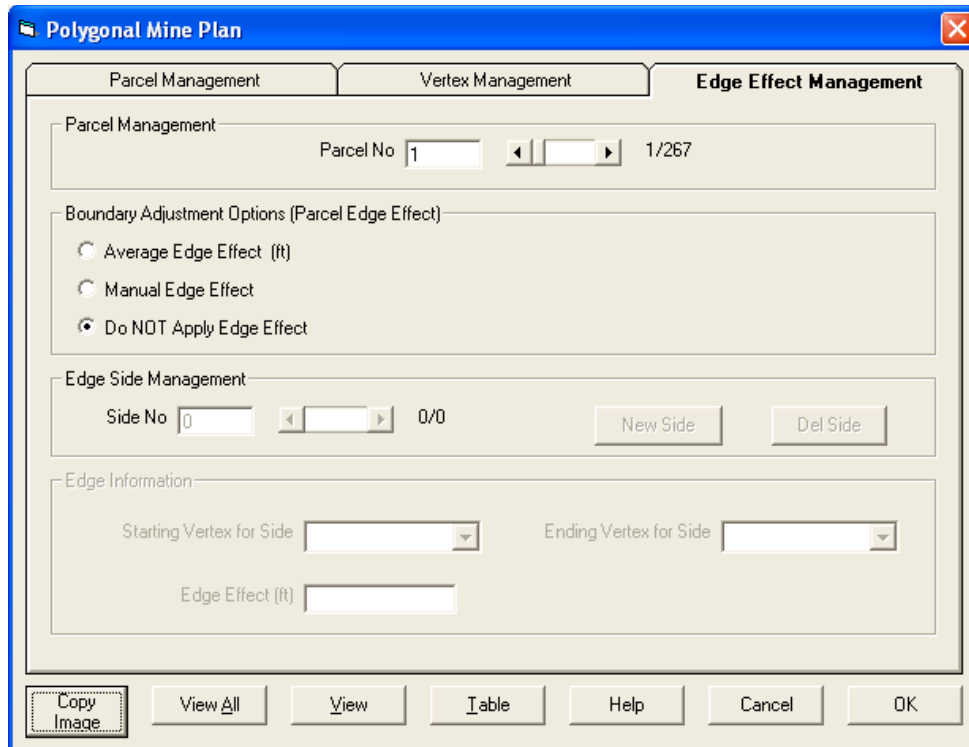 Polygonal Mine Plan
Parcel Management Vertex Management Edge Effect Management
Parcel Management
Parcel No 1 1/267
Boundary Adjustment Options (Parcel Edge Effect)
Average Edge Effect (ft)
Manual Edge Effect
Do NOT Apply Edge Effect
Edge Side Management
Side No 0 0/0 New Side Del Side
Edge Information
Starting Vertex for Side Ending Vertex for Side
Edge Effect (ft)
Copy Image View All View Table Help Cancel OK